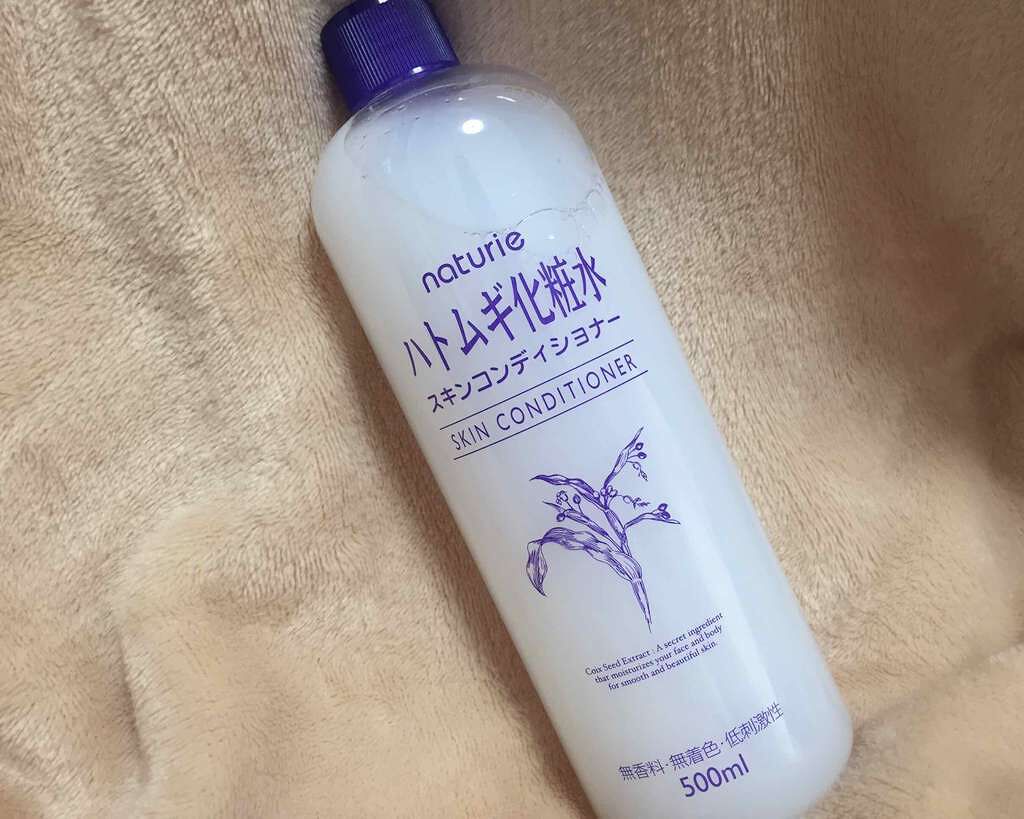 naturie
ハトムギ化粧水
スキンコンディショナー
SKIN CONDITIONER
Coix Seed Extract : A secret ingredient
that moisturizes your face and body
for smooth and beautiful skin.
無香料・無着色・低刺激性
500ml